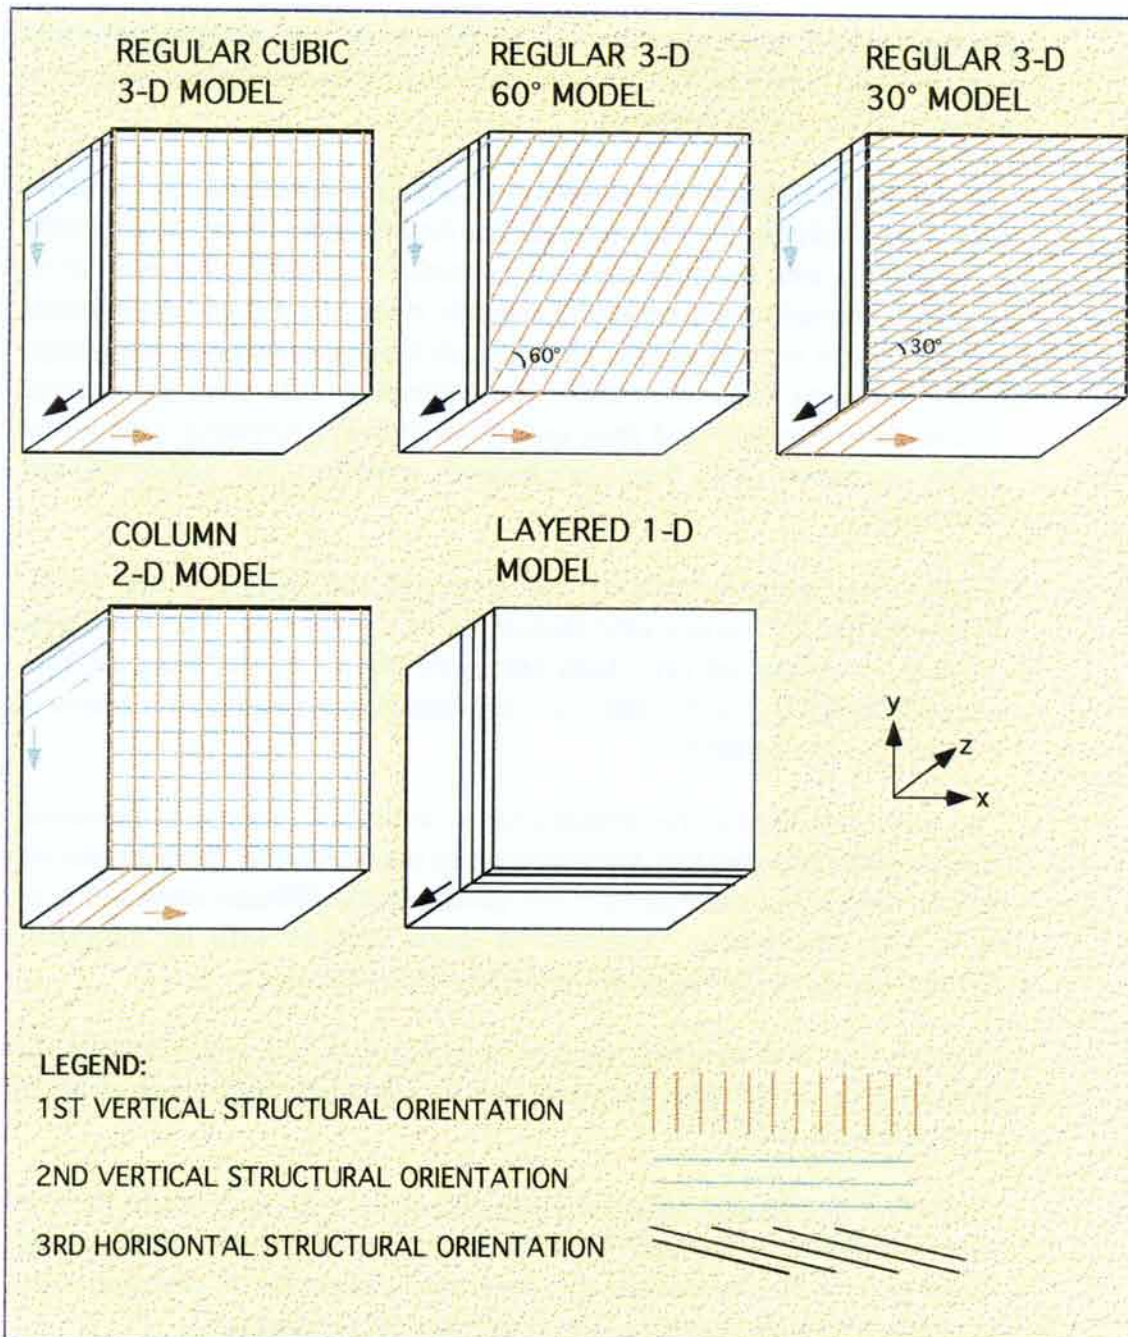 REGULAR CUBIC
3-D MODEL
REGULAR 3-D
60° MODEL
REGULAR 3-D
30° MODEL
60°
30°
COLUMN
2-D MODEL
LAYERED 1-D
MODEL
y
z
x
LEGEND:
1ST VERTICAL STRUCTURAL ORIENTATION
2ND VERTICAL STRUCTURAL ORIENTATION
3RD HORISONTAL STRUCTURAL ORIENTATION